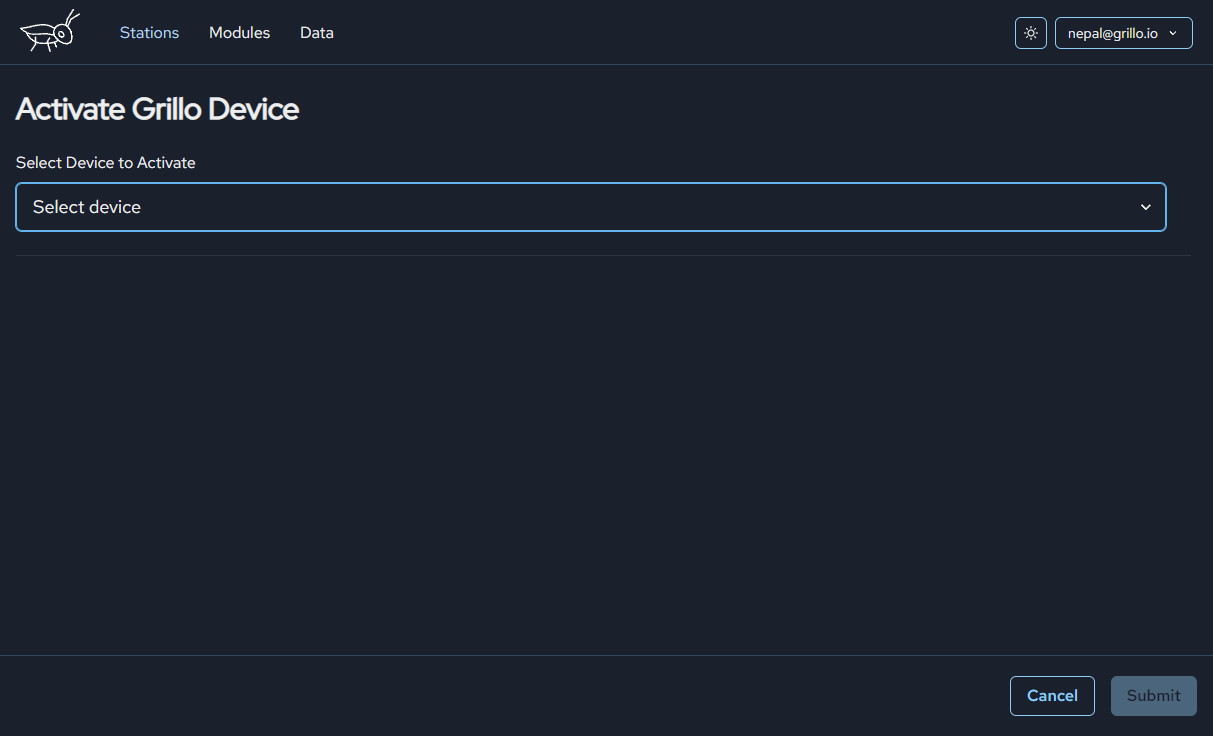 Stations Modules Data nepal@grillo.io
Activate Grillo Device
Select Device to Activate
Select device
Cancel Submit